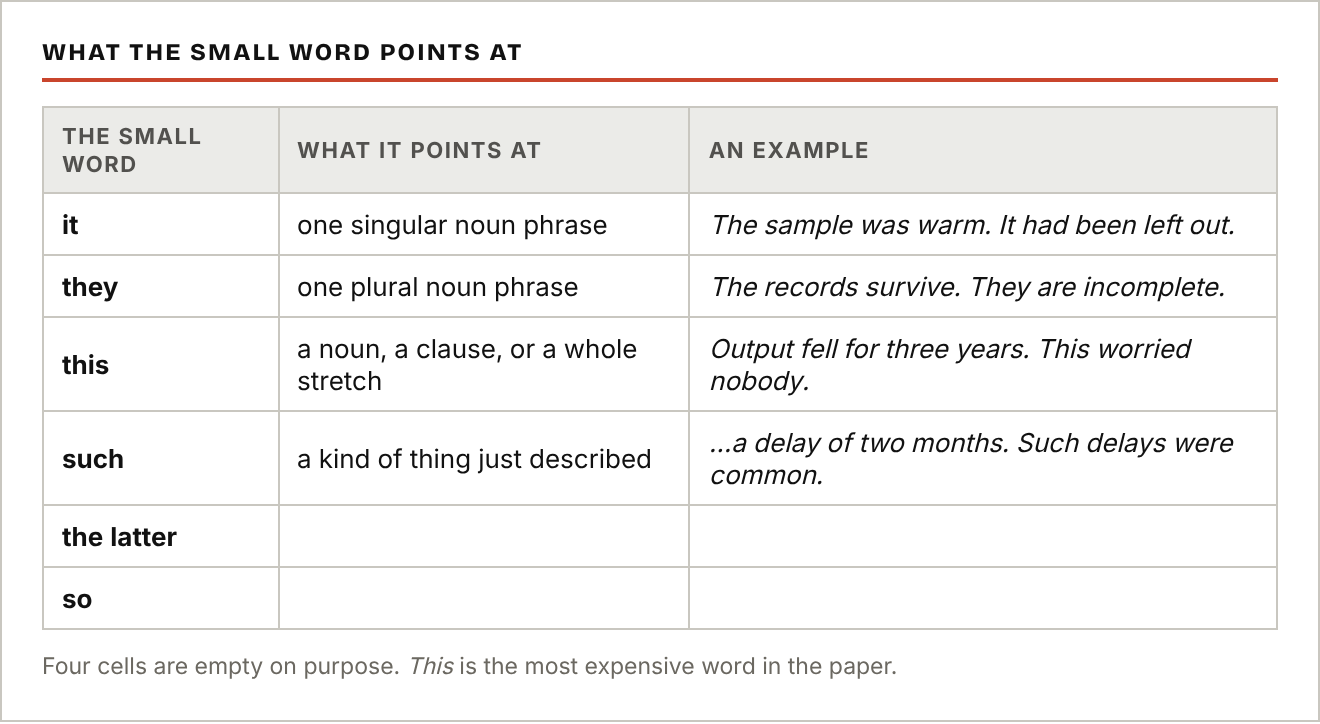 WHAT THE SMALL WORD POINTS AT
THE SMALL
WORD
WHAT IT POINTS AT
AN EXAMPLE
it
one singular noun phrase
The sample was warm. It had been left out.
they
one plural noun phrase
The records survive. They are incomplete.
this
a noun, a clause, or a whole
stretch
Output fell for three years. This worried
nobody.
such
a kind of thing just described
…a delay of two months. Such delays were
common.
the latter
so
Four cells are empty on purpose. This is the most expensive word in the paper.